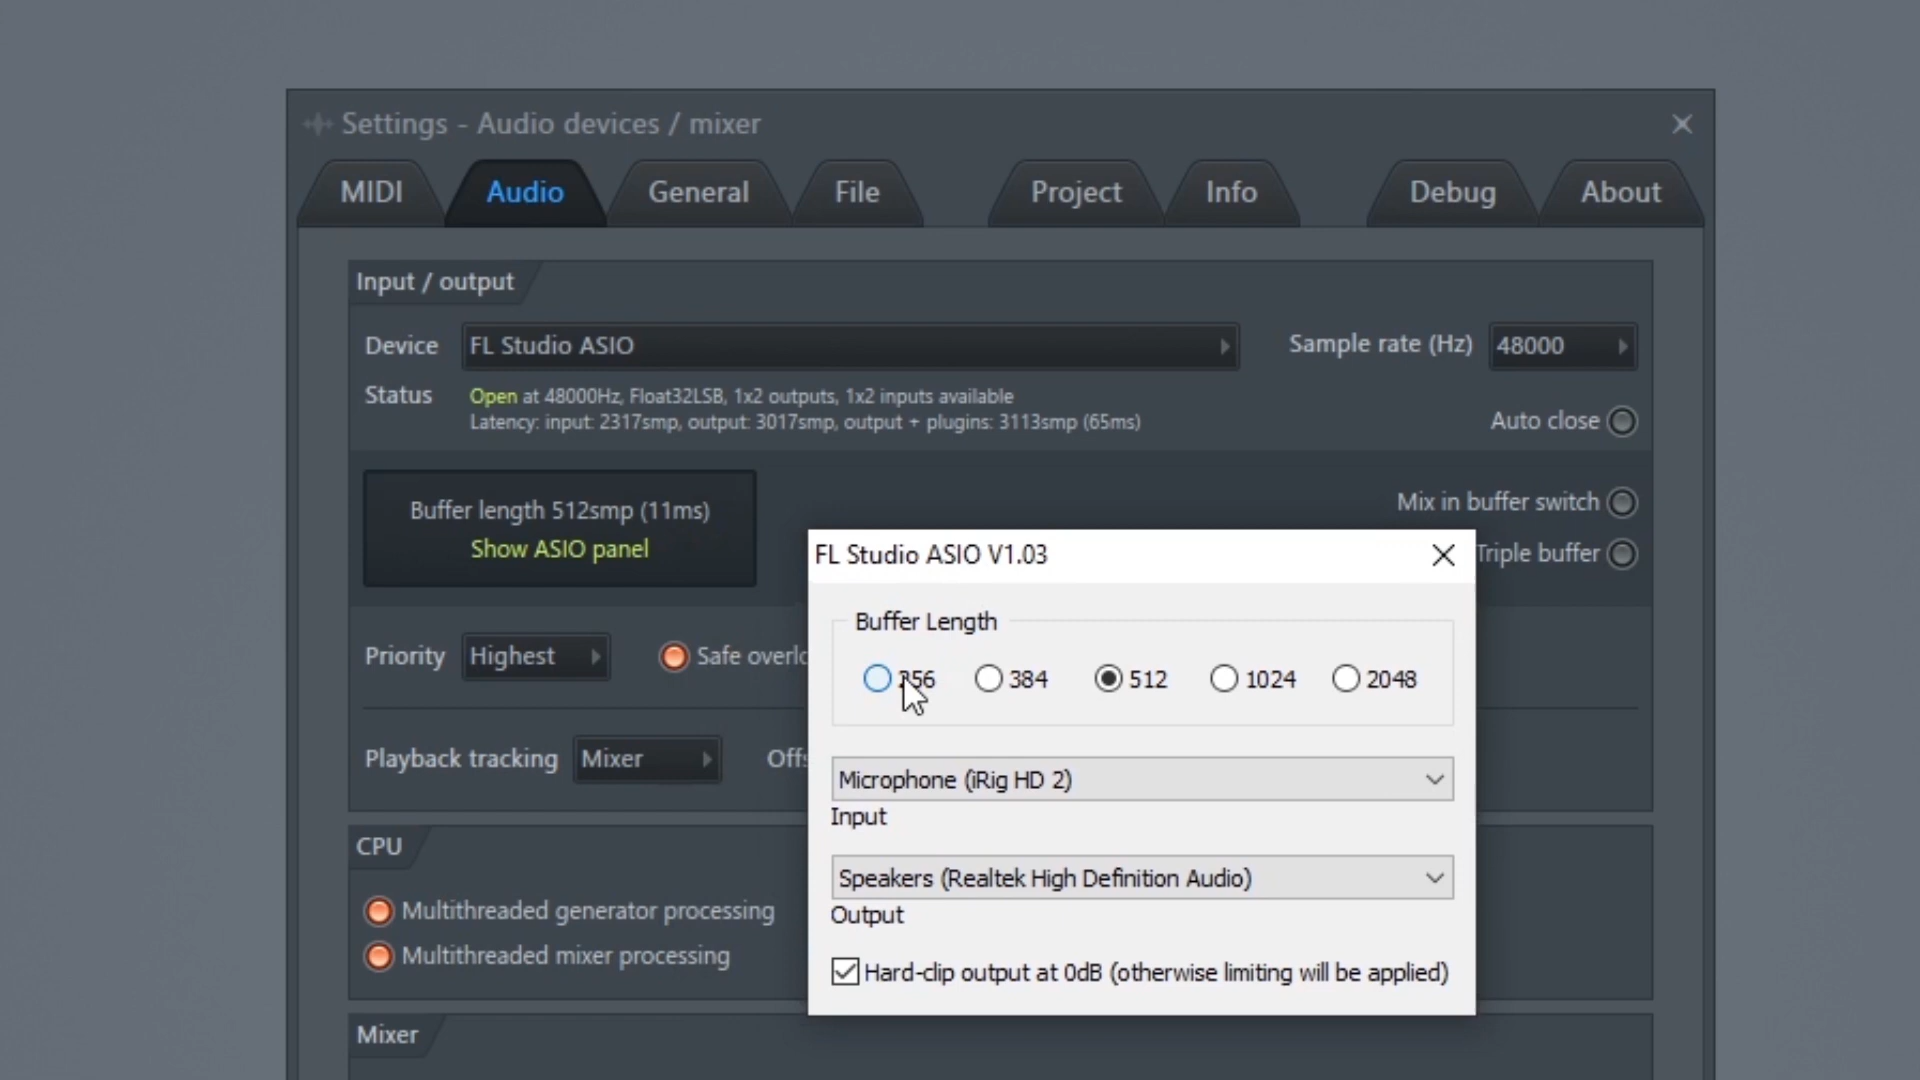 Settings - Audio devices / mixer
MIDI
Audio
General
File
Project
Info
Debug
About
Input / output
Device
FL Studio ASIO
Sample rate (Hz)
48000
Status
Open at 48000Hz, Float32LSB, 1x2 outputs, 1x2 inputs available
Latency: input: 2317smp, output: 3017smp, output + plugins: 3113smp (65ms)
Auto close
Buffer length 512smp (11ms)
Show ASIO panel
Mix in buffer switch
Triple buffer
Priority
Highest
Safe
Playback tracking
Mixer
CPU
Multithreaded generator processing
Multithreaded mixer processing
Mixer
FL Studio ASIO V1.03
Buffer Length
256
384
512
1024
2048
Microphone (iRig HD 2)
Input
Speakers (Realtek High Definition Audio)
Output
Hard-clip output at 0dB (otherwise limiting will be applied)